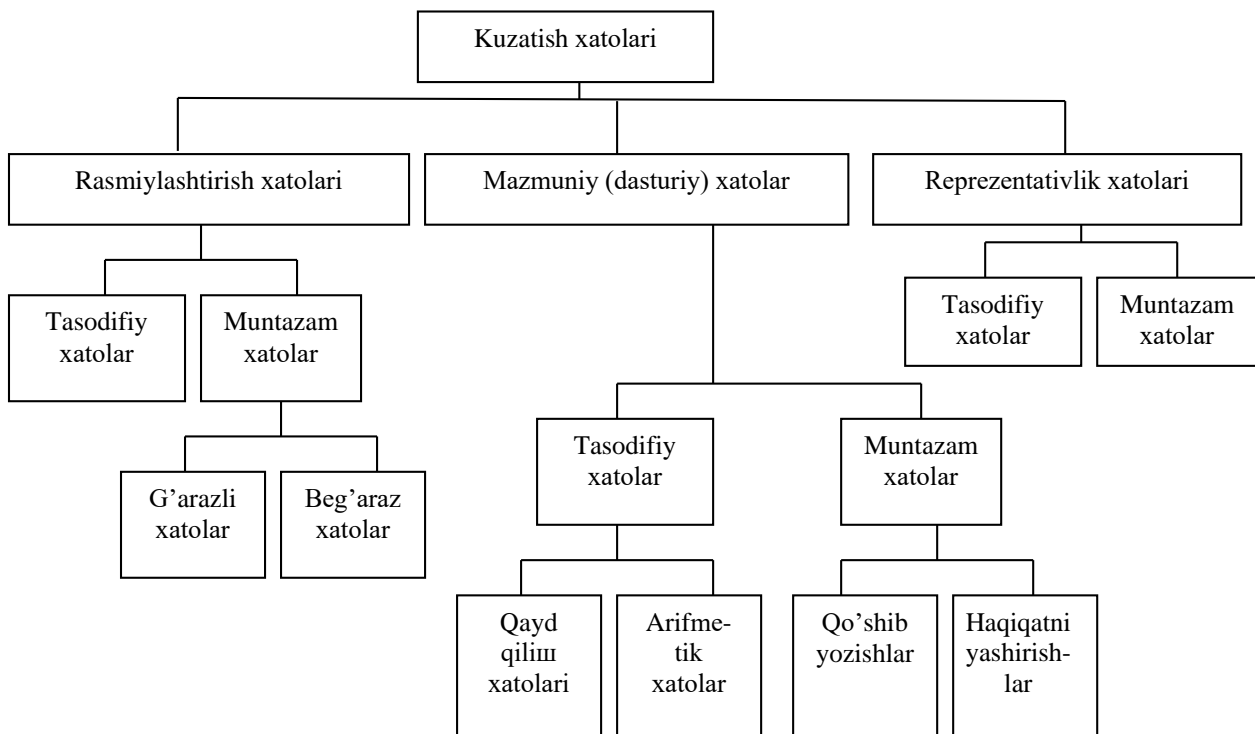 Kuzatish xatolari
Rasmiylashtirish xatolari
Mazmuniy (dasturiy) xatolar
Reprezentativlik xatolari
Tasodifiy
xatolar
Muntazam
xatolar
Tasodifiy
xatolar
Muntazam
xatolar
Tasodifiy
xatolar
Muntazam
xatolar
G’arazli
xatolar
Beg’araz
xatolar
Qayd
qiliш
xatolari
Arifme-
tik
xatolar
Qo’shib
yozishlar
Haqiqatni
yashirish-
lar